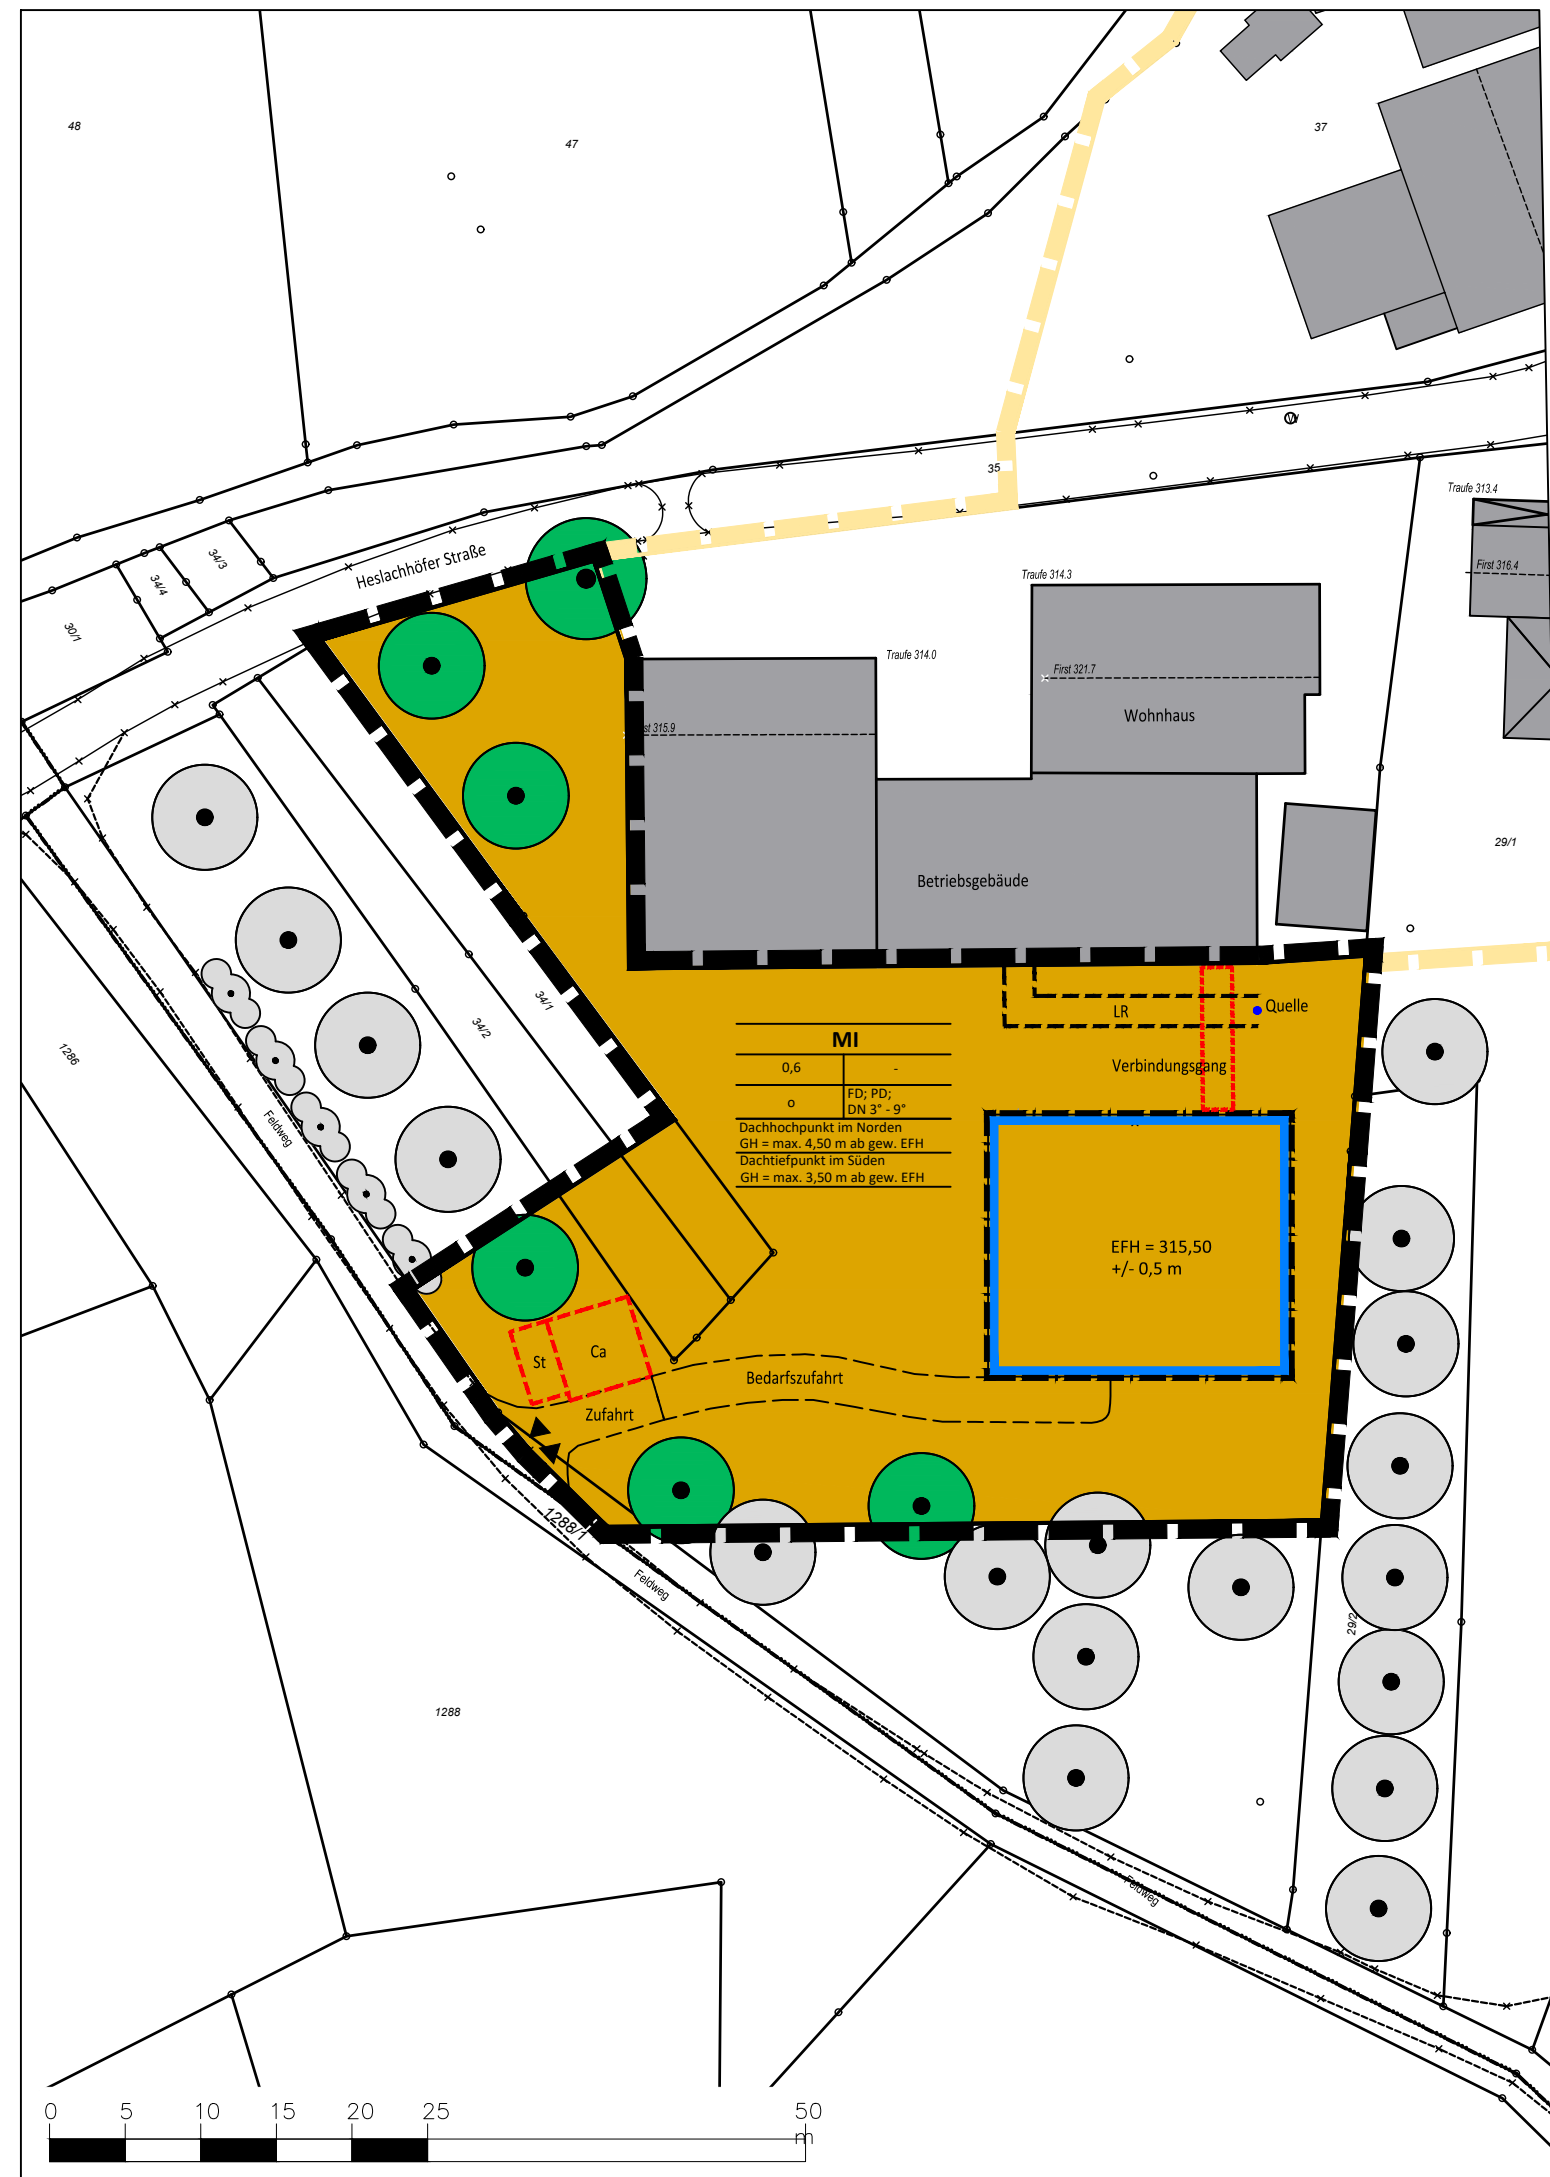 48
47
37
35
W
Traufe 313.4
First 316.4
34/3
34/4
30/1
Heslachhöfer Straße
Traufe 314.3
Traufe 314.0
First 321.7
Wohnhaus
st 315.9
29/1
Betriebsgebäude
34/1
34/2
1286
Feldweg
LR
Quelle
Verbindungsgang
MI
0,6 -
o FD; PD;
DN 3° - 9°
Dachhochpunkt im Norden
GH = max. 4,50 m ab gew. EFH
Dachtiefpunkt im Süden
GH = max. 3,50 m ab gew. EFH
EFH = 315,50
+/- 0,5 m
St
Ca
Bedarfszufahrt
Zufahrt
1288/1
Feldweg
29/2
1288
Feldweg
0 5 10 15 20 25 50
m